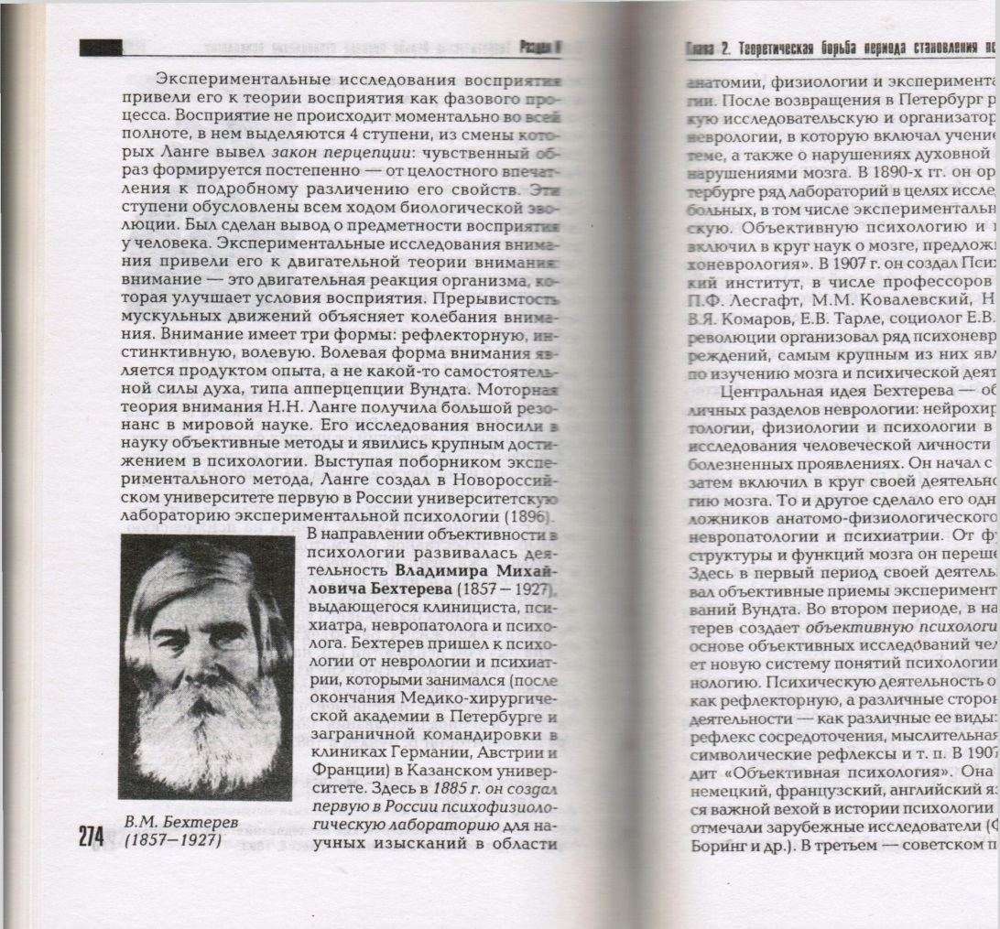 Раздел II
Экспериментальные исследования восприятия
привели его к теории восприятия как фазового про-
цесса. Восприятие не происходит моментально во всей
полноте, в нем выделяются 4 ступени, из смены кото-
рых Ланге вывел закон перцепции: чувственный об-
раз формируется постепенно — от целостного впечат-
ления к подробному различению его свойств. Эти
ступени обусловлены всем ходом биологической эво-
люции. Был сделан вывод о предметности восприятия
у человека. Экспериментальные исследования внима-
ния привели его к двигательной теории внимания:
внимание — это двигательная реакция организма, ко-
торая улучшает условия восприятия. Прерывистость
мускульных движений объясняет колебания внима-
ния. Внимание имеет три формы: рефлекторную, ин-
стинктивную, волевую. Волевая форма внимания яв-
ляется продуктом опыта, а не какой-то самостоятель-
ной силы духа, типа апперцепции Вундта. Моторная
теория внимания Н.Н. Ланге получила большой резо-
нанс в мировой науке. Его исследования вносили в
науку объективные методы и явились крупным дости-
жением в психологии. Выступая поборником экспе-
риментального метода, Ланге создал в Новороссий-
ском университете первую в России университетскую
лабораторию экспериментальной психологии (1896).
В направлении объективности в
психологии развивалась дея-
тельность Владимира Михай-
ловича Бехтерева (1857 – 1927),
выдающегося клинициста, пси-
хиатра, невропатолога и психо-
лога. Бехтерев пришел к психо-
логии от неврологии и психиат-
рии, которыми занимался (после
окончания Медико-хирургиче-
ской академии в Петербурге и
заграничной командировки в
клиниках Германии, Австрии и
Франции) в Казанском универ-
ситете. Здесь в 1885 г. он создал
первую в России психофизиоло-
гическую лабораторию для на-
учных изысканий в области
В.М. Бехтерев
(1857–1927)
274
Глава 2. Теоретическая борьба периода становления
анатомии, физиологии и эксперимента
гии. После возвращения в Петербург р
кую исследовательскую и организатор
неврологии, в которую включал учение
теме, а также о нарушениях духовной
нарушениями мозга. В 1890-х гг. он ор
тербурге ряд лабораторий в целях иссле
больных, в том числе экспериментальн
скую. Объективную психологию и
включил в круг наук о мозге, предлож
хоневрология». В 1907 г. он создал Пси
кий институт, в числе профессоров
П.Ф. Лесгафт, М.М. Ковалевский, Н
В.Я. Комаров, Е.В. Тарле, социолог Е.В.
революции организовал ряд психоневр
реждений, самым крупным из них явл
по изучению мозга и психической деят
Центральная идея Бехтерева — об
личных разделов неврологии: нейрохир
тологии, физиологии и психологии в
исследования человеческой личности
болезненных проявлениях. Он начал с
затем включил в круг своей деятельно
гию мозга. То и другое сделало его одн
ложников анатомо-физиологического
невропатологии и психиатрии. От ф
структуры и функций мозга он переше
Здесь в первый период своей деятель
вал объективные приемы эксперимент
ваний Вундта. Во втором периоде, в на
терев создает объективную психологи
основе объективных исследований чел
ет новую систему понятий психологии
нологию. Психическую деятельность о
как рефлекторную, а различные сторон
деятельности — как различные ее виды:
рефлекс сосредоточения, мыслительная
символические рефлексы и т. п. В 1907
дит «Объективная психология». Она
немецкий, французский, английский яз
ся важной вехой в истории психологии
отмечали зарубежные исследователи (Ф
Боринг и др.). В третьем — советском п